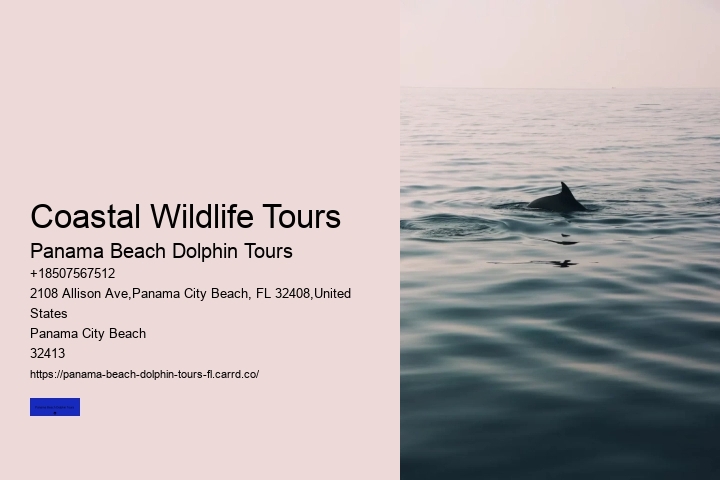 Coastal Wildlife Tours
Panama Beach Dolphin Tours
+18507567512
2108 Allison Ave,Panama City Beach, FL 32408,United
States
Panama City Beach
32413
https://panama-beach-dolphin-tours-fl.carrd.co/